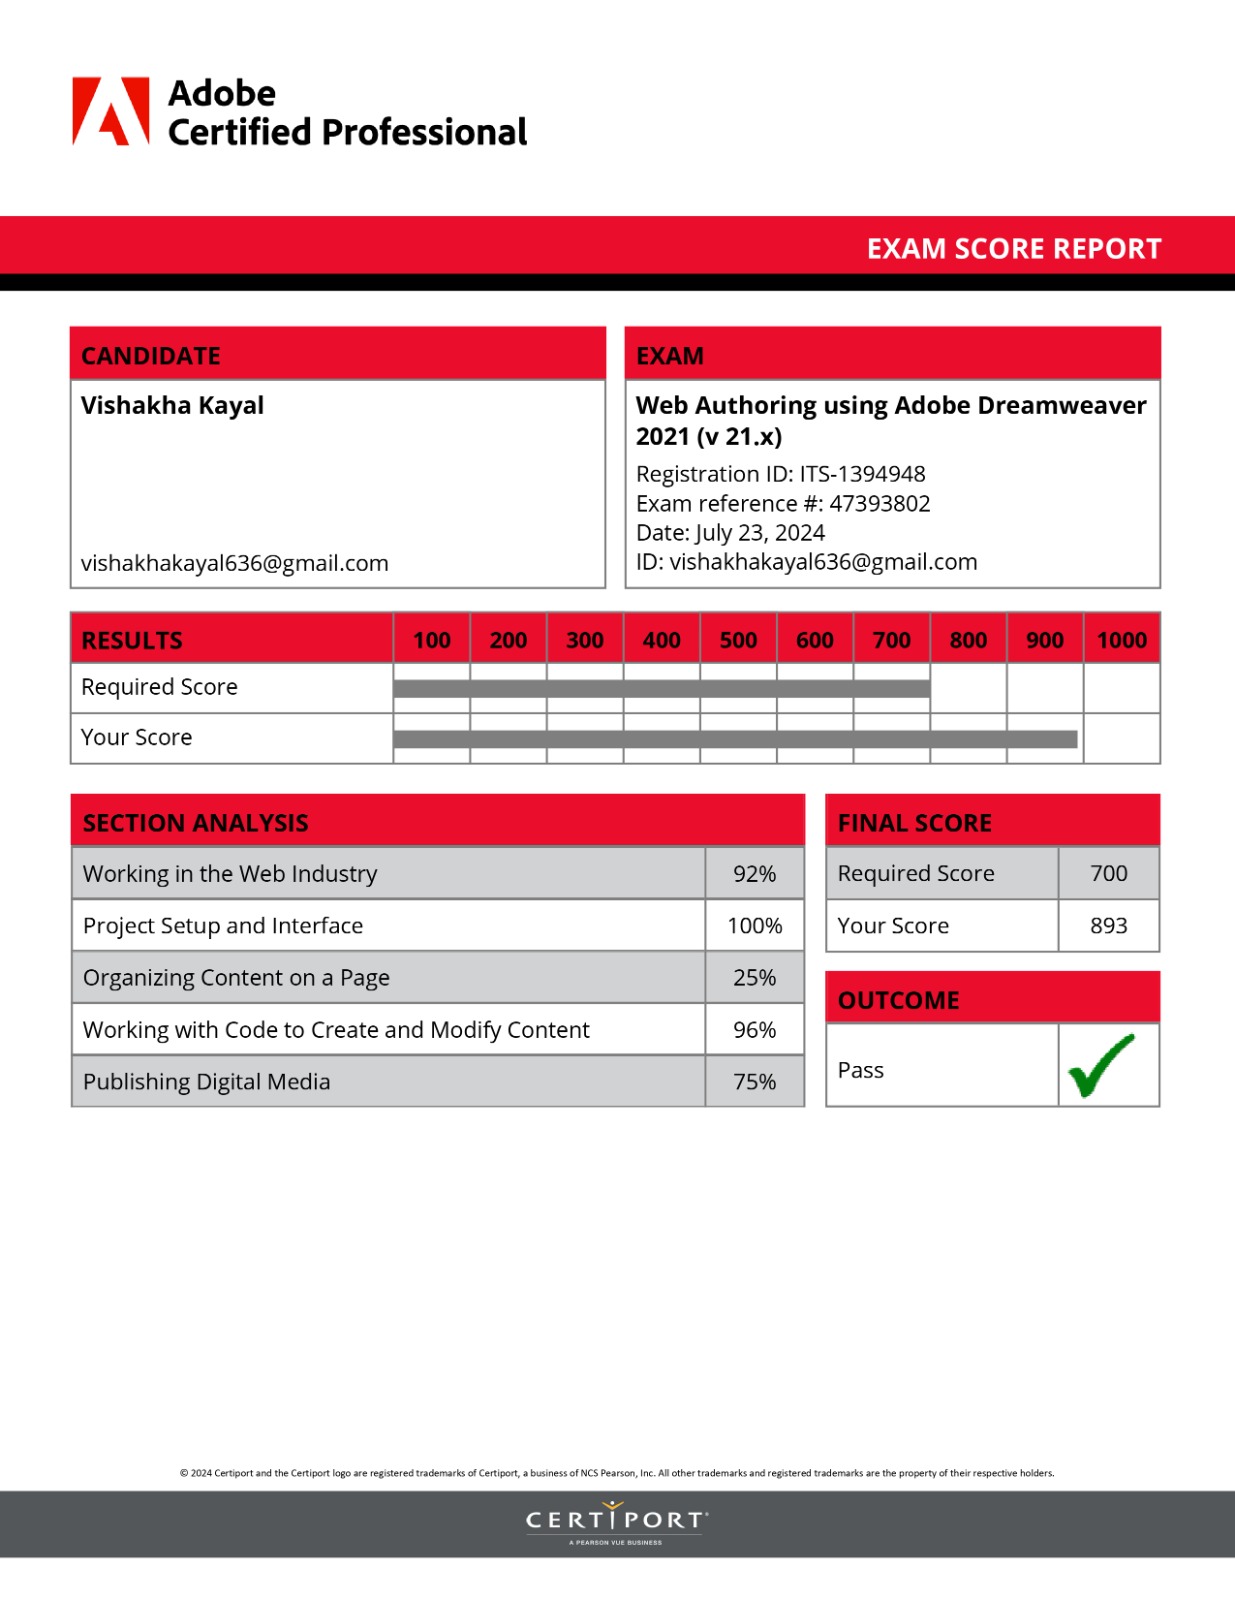 Adobe
Certified Professional
EXAM SCORE REPORT
CANDIDATE
Vishakha Kayal
vishakhakayal636@gmail.com
EXAM
Web Authoring using Adobe Dreamweaver
2021 (v 21.x)
Registration ID: ITS-1394948
Exam reference #: 47393802
Date: July 23, 2024
ID: vishakhakayal636@gmail.com
RESULTS 100 200 300 400 500 600 700 800 900 1000
Required Score
Your Score
SECTION ANALYSIS
Working in the Web Industry 92%
Project Setup and Interface 100%
Organizing Content on a Page 25%
Working with Code to Create and Modify Content 96%
Publishing Digital Media 75%
FINAL SCORE
Required Score 700
Your Score 893
OUTCOME
Pass
© 2024 Certiport and the Certiport logo are registered trademarks of Certiport, a business of NCS Pearson, Inc. All other trademarks and registered trademarks are the property of their respective holders.
CERTIPORT
A PEARSON VUE BUSINESS